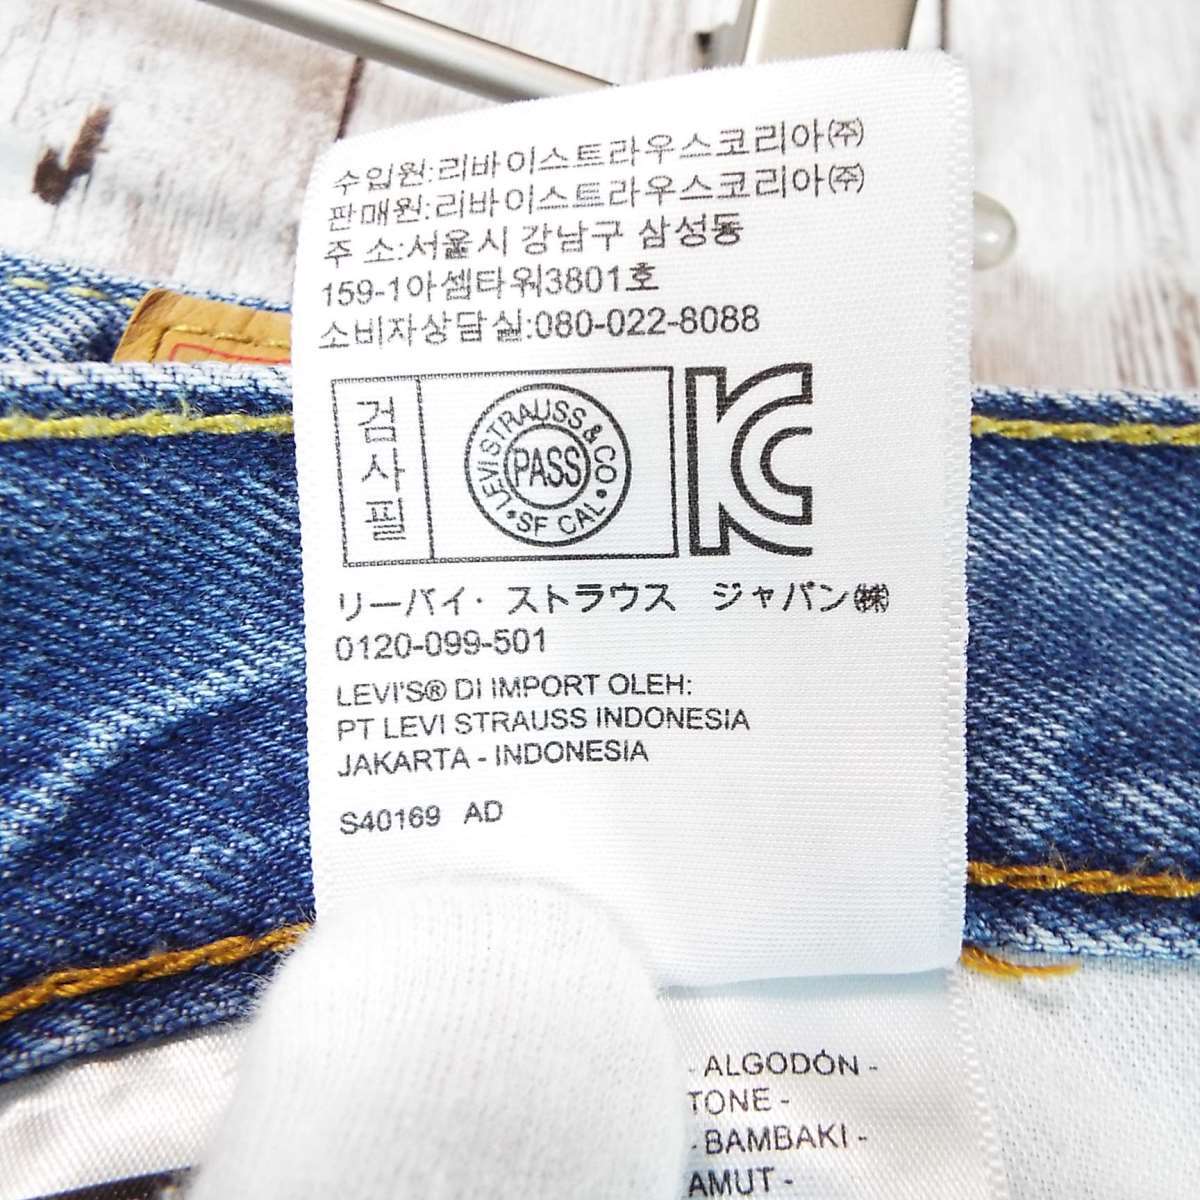 수입원:리바이스트라우스코리아㈜
판매원:리바이스트라우스코리아㈜
주 소:서울시 강남구 삼성동
159-1아셈타워3801호
소비자상담실:080-022-8088
검사필
LEVI STRAUSS & CO
PASS
SF CAL
KC
リーバイ・ストラウス ジャパン㈱
0120-099-501
LEVI'S® DI IMPORT OLEH:
PT LEVI STRAUSS INDONESIA
JAKARTA - INDONESIA
S40169 AD
- ALGODÓN -
TONE -
- BAMBAKI -
AMUT -